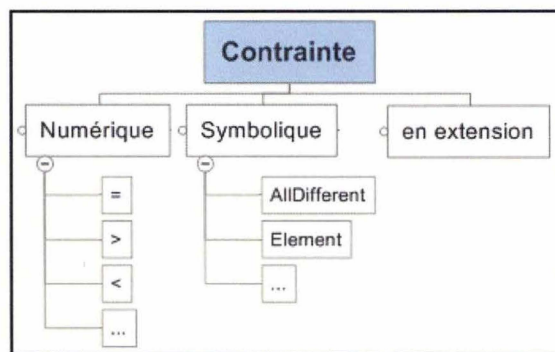 Contrainte
Numérique
Symbolique
en extension
=
>
<
...
AllDifferent
Element
...